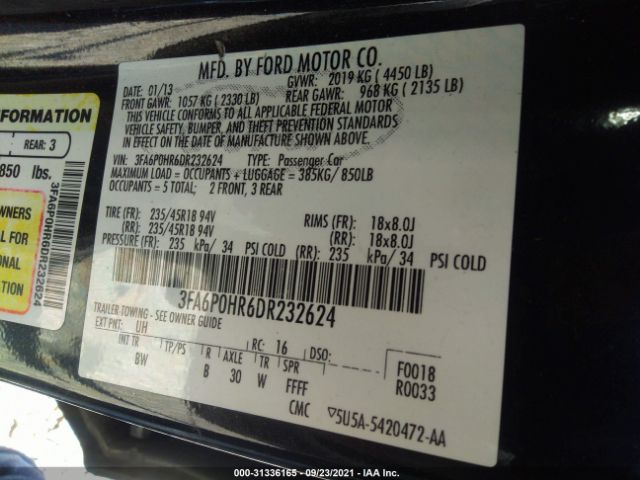 MFD. BY FORD MOTOR CO.
01/13 GVWR: 2019 KG ( 4450 LB)
FRONT GAWR: 1057 KG ( 2330 LB) REAR GAWR: 968 KG ( 2135 LB)
THIS VEHICLE CONFORMS TO ALL APPLICABLE FEDERAL MOTOR
VEHICLE SAFETY, BUMPER, AND THEFT PREVENTION STANDARDS
IN EFFECT ON THE DATE OF MANUFACTURE SHOWN ABOVE.
VIN: 3FA6P0HR6DR232624 TYPE: Passenger Car
MAXIMUM LOAD = OCCUPANTS + LUGGAGE = 385KG/ 850LB
OCCUPANTS = 5 TOTAL; 2 FRONT, 3 REAR
TIRE (FR): 235/45R18 94V RIMS (FR): 18x8.0J
(RR): 235/45R18 94V (RR): 18x8.0J
PRESSURE (FR): 235 kPa/ 34 PSI COLD (RR): 235 kPa/ 34 PSI COLD
3FA6P0HR6DR232624
TRAILER TOWING - SEE OWNER GUIDE
EXT PNT: UH RC: 16 DSO:
INT TR TP/PS R AXLE TR SPR F0018
BW B 30 W FFFF R0033
CMC ▽5U5A-5420472-AA
INFORMATION
REAR: 3
850 lbs.
OWNERS
AL FOR
ONAL
TION
3FA6P0HR6DR232624
000-31336165 - 09/23/2021 - IAA Inc.